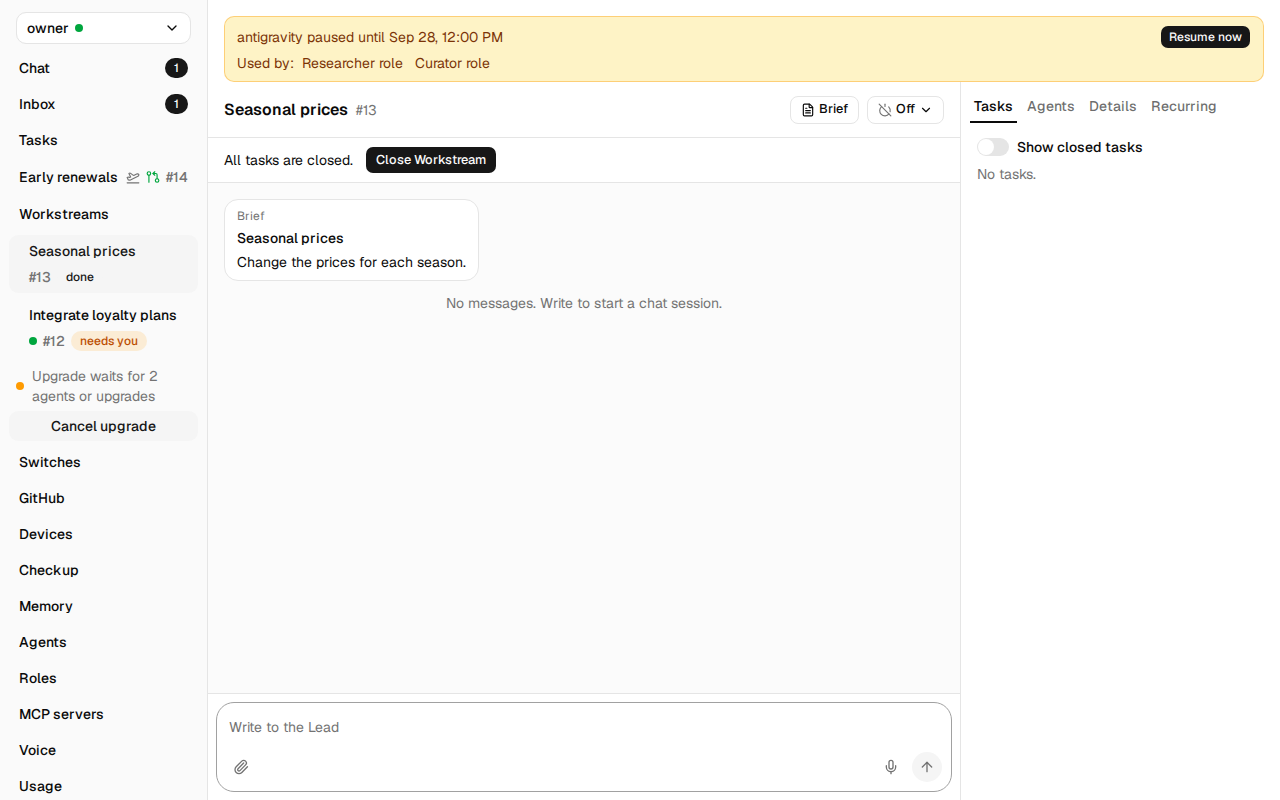 owner
Chat 1
Inbox 1
Tasks
Early renewals #14
Workstreams
Seasonal prices
#13 done
Integrate loyalty plans
#12 needs you
Upgrade waits for 2
agents or upgrades
Cancel upgrade
Switches
GitHub
Devices
Checkup
Memory
Agents
Roles
MCP servers
Voice
Usage
antigravity paused until Sep 28, 12:00 PM
Resume now
Used by: Researcher role Curator role
Seasonal prices #13
Brief
Off
All tasks are closed.
Close Workstream
Brief
Seasonal prices
Change the prices for each season.
No messages. Write to start a chat session.
Write to the Lead
Tasks Agents Details Recurring
Show closed tasks
No tasks.